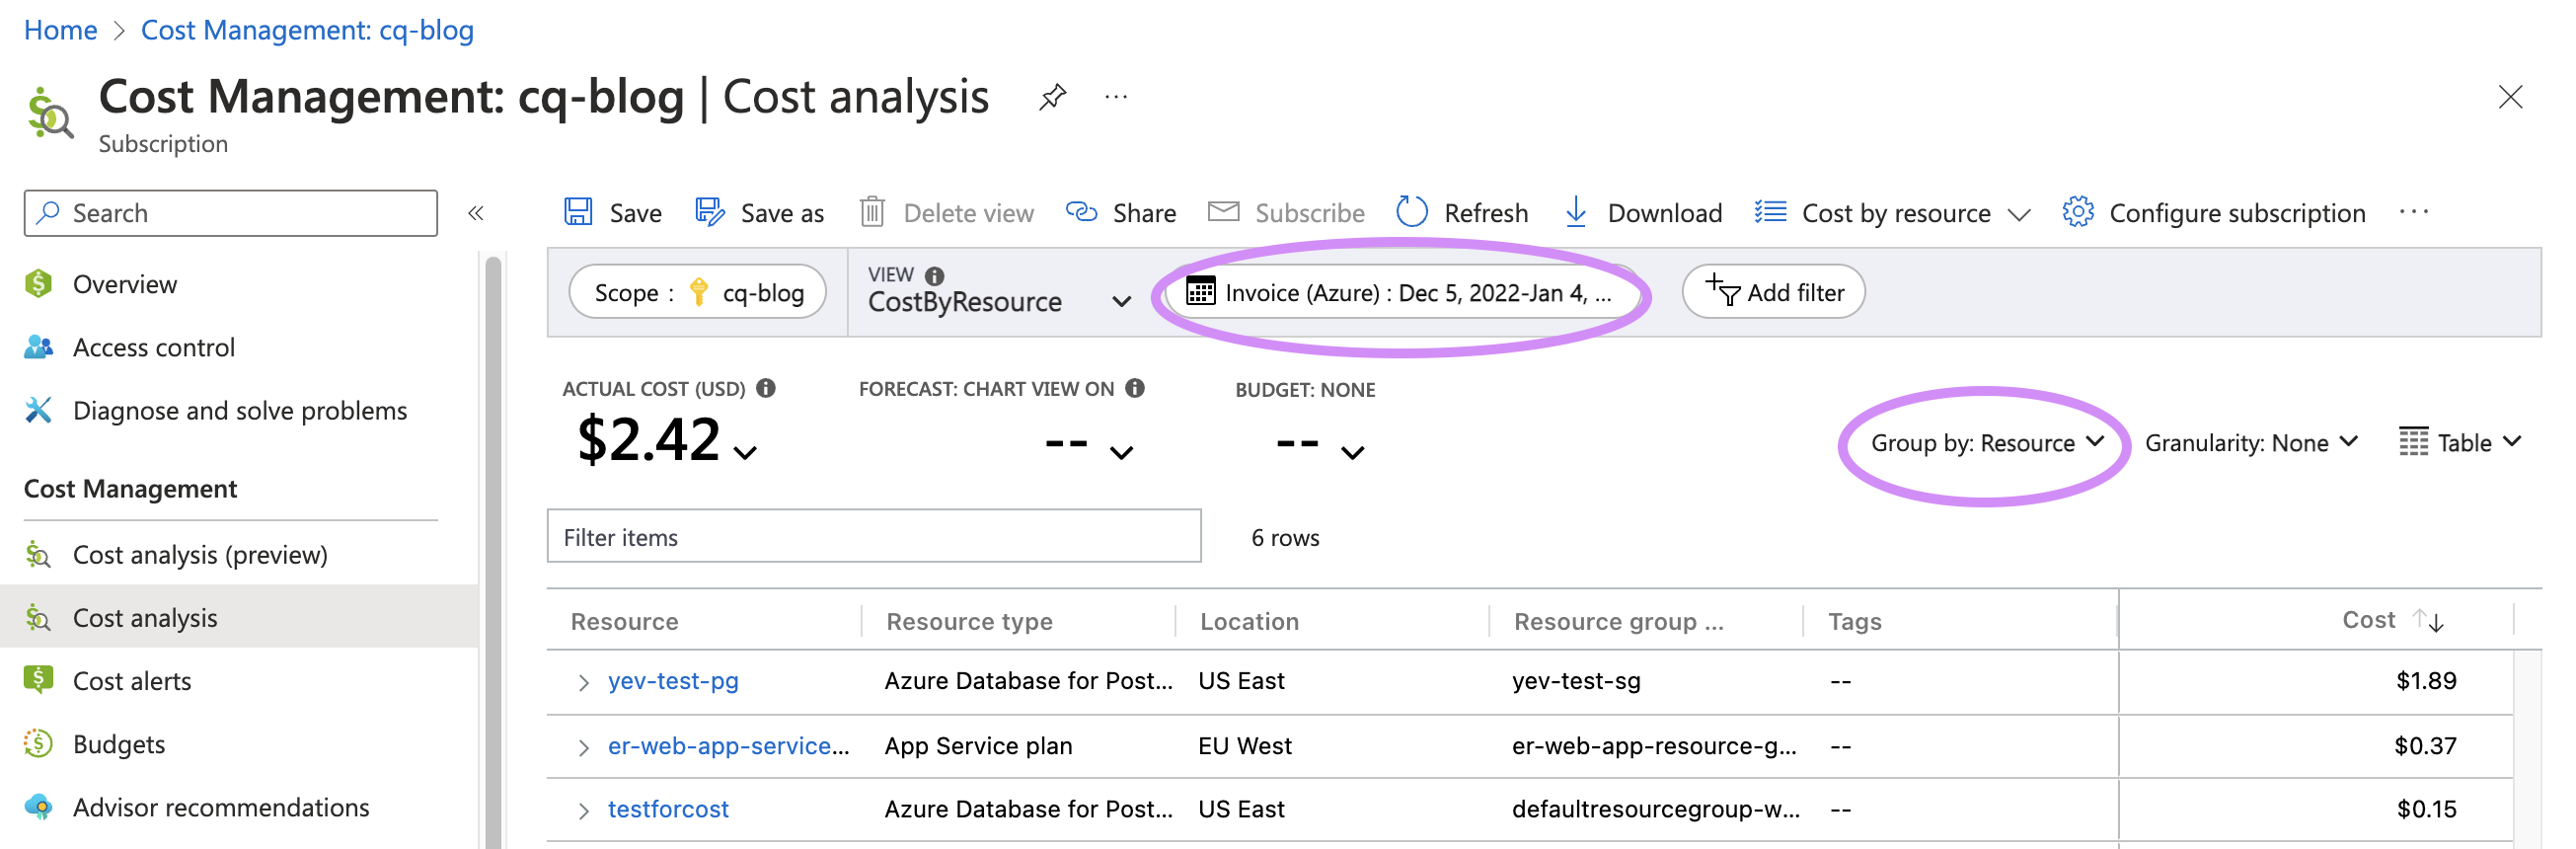 Home > Cost Management: cq-blog
Cost Management: cq-blog | Cost analysis ...
Subscription
Search «
Save Save as Delete view Share Subscribe Refresh Download Cost by resource Configure subscription ...
Overview
Access control
Diagnose and solve problems
Cost Management
Cost analysis (preview)
Cost analysis
Cost alerts
Budgets
Advisor recommendations
Scope : cq-blog
VIEW
CostByResource
Invoice (Azure) : Dec 5, 2022-Jan 4, ...
Add filter
ACTUAL COST (USD)
$2.42
FORECAST: CHART VIEW ON
--
BUDGET: NONE
--
Group by: Resource Granularity: None Table
Filter items 6 rows
Resource Resource type Location Resource group ... Tags Cost
yev-test-pg Azure Database for Post... US East yev-test-sg -- $1.89
er-web-app-service... App Service plan EU West er-web-app-resource-g... -- $0.37
testforcost Azure Database for Post... US East defaultresourcegroup-w... -- $0.15